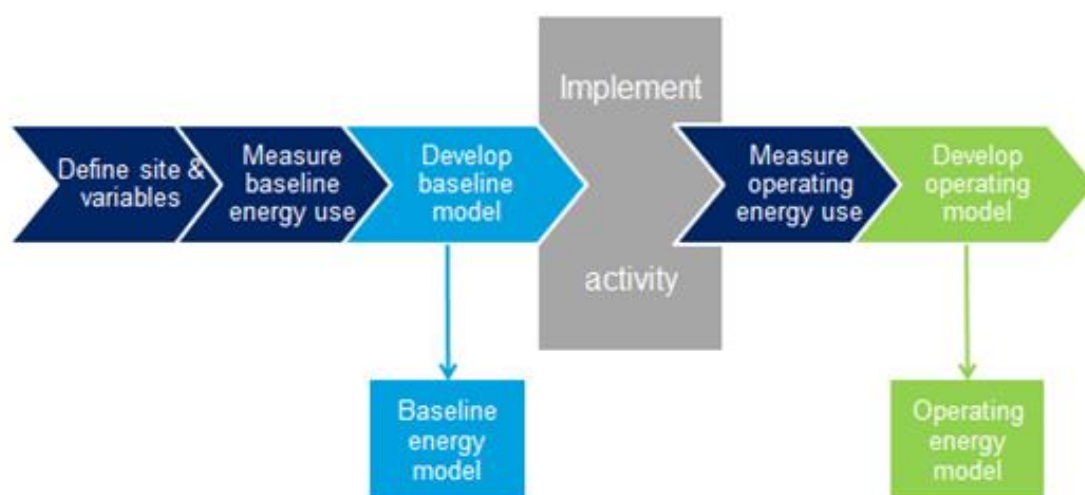 Implement
activity
Define site &
variables
Measure
baseline
energy use
Develop
baseline
model
Measure
operating
energy use
Develop
operating
model
Baseline
energy
model
Operating
energy
model